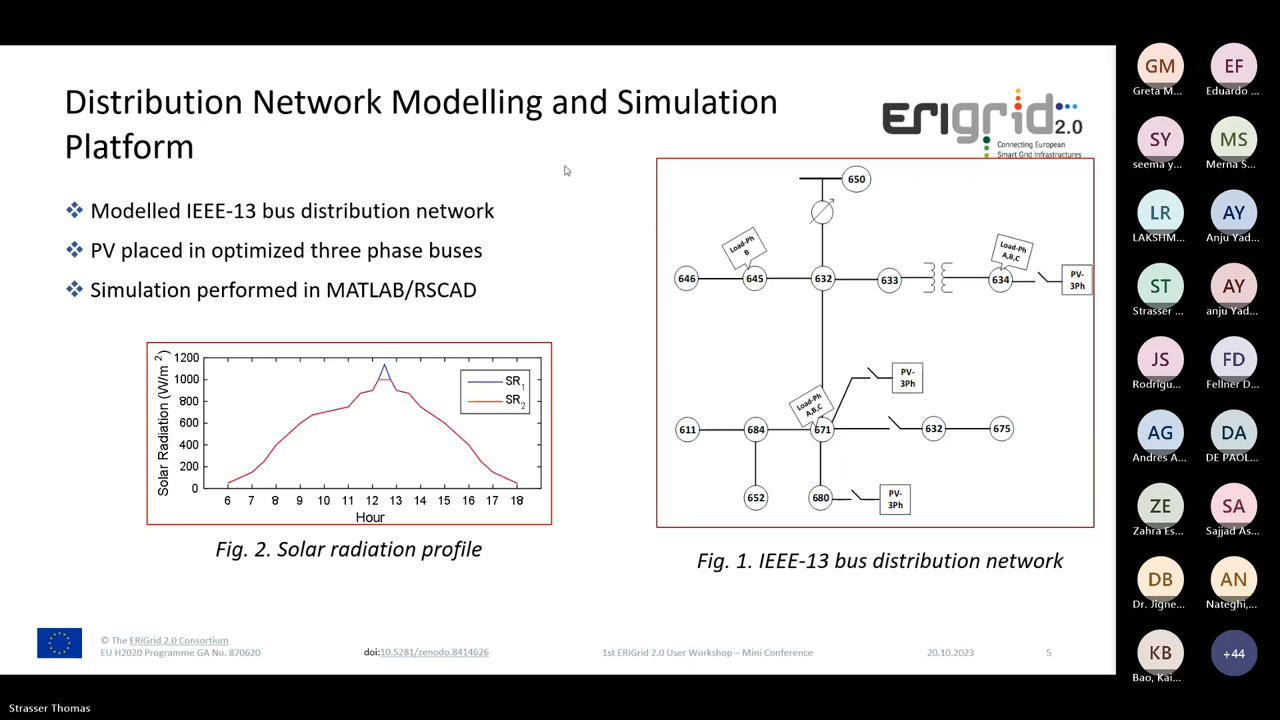 Distribution Network Modelling and Simulation
Platform
ERIgrid 2.0
Connecting European
Smart Grid Infrastructures
Modelled IEEE-13 bus distribution network
PV placed in optimized three phase buses
Simulation performed in MATLAB/RSCAD
Solar Radiation (W/m²)
1200
1000
800
600
400
200
0
6 7 8 9 10 11 12 13 14 15 16 17 18
Hour
SR1
SR2
Fig. 2. Solar radiation profile
650
Load-Ph
B
Load-Ph
A,B,C
646 645 632 633 634
PV-
3Ph
PV-
3Ph
Load-Ph
A,B,C
611 684 671 632 675
652 680
PV-
3Ph
Fig. 1. IEEE-13 bus distribution network
© The ERIGrid 2.0 Consortium
EU H2020 Programme GA No. 870620
doi:10.5281/zenodo.8414626
1st ERIGrid 2.0 User Workshop – Mini Conference
20.10.2023
5
GM EF
Greta M... Eduardo ...
SY MS
seema y... Merna S...
LR AY
LAKSHM... Anju Yad...
ST AY
Strasser ... anju Yad...
JS FD
Rodrigu... Fellner D...
AG DA
Andres A... DE PAOL...
ZE SA
Zahra Es... Sajjad As...
DB AN
Dr. Jigne... Nateghi,...
KB +44
Bao, Kai...
Strasser Thomas